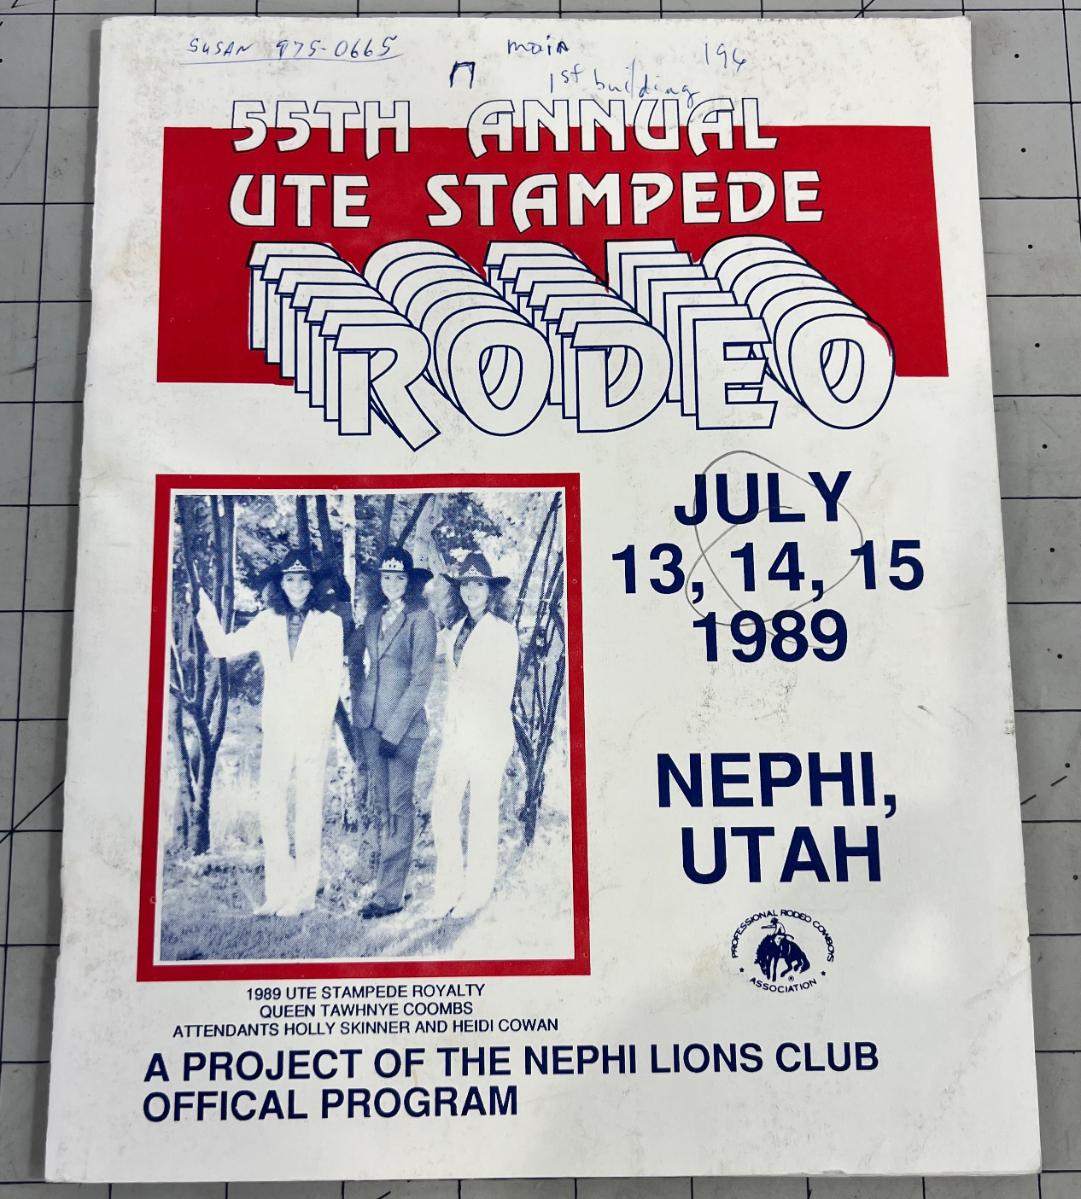 SUSAN 975-0665
main
194
1st building
55TH ANNUAL
UTE STAMPEDE
RODEO
JULY
13, 14, 15
1989
NEPHI,
UTAH
PROFESSIONAL RODEO COWBOYS
ASSOCIATION
®
1989 UTE STAMPEDE ROYALTY
QUEEN TAWHNYE COOMBS
ATTENDANTS HOLLY SKINNER AND HEIDI COWAN
A PROJECT OF THE NEPHI LIONS CLUB
OFFICAL PROGRAM